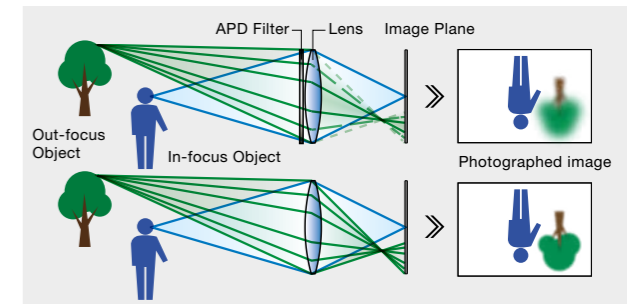 APD Filter
Lens
Image Plane
Out-focus
Object
In-focus Object
Photographed image